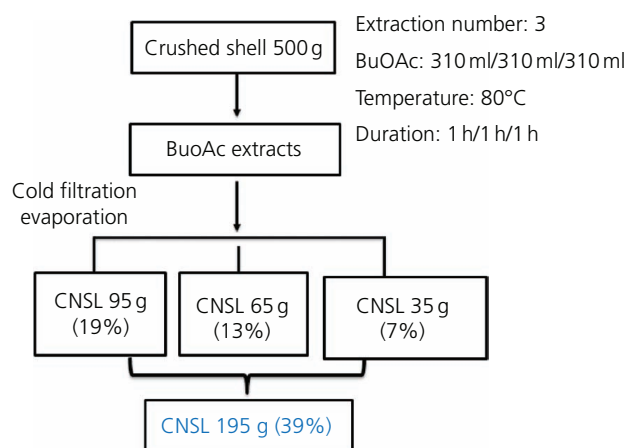 Crushed shell 500 g
Extraction number: 3
BuOAc: 310 ml/310 ml/310 ml
Temperature: 80°C
Duration: 1 h/1 h/1 h
BuoAc extracts
Cold filtration
evaporation
CNSL 95 g
(19%)
CNSL 65 g
(13%)
CNSL 35 g
(7%)
CNSL 195 g (39%)